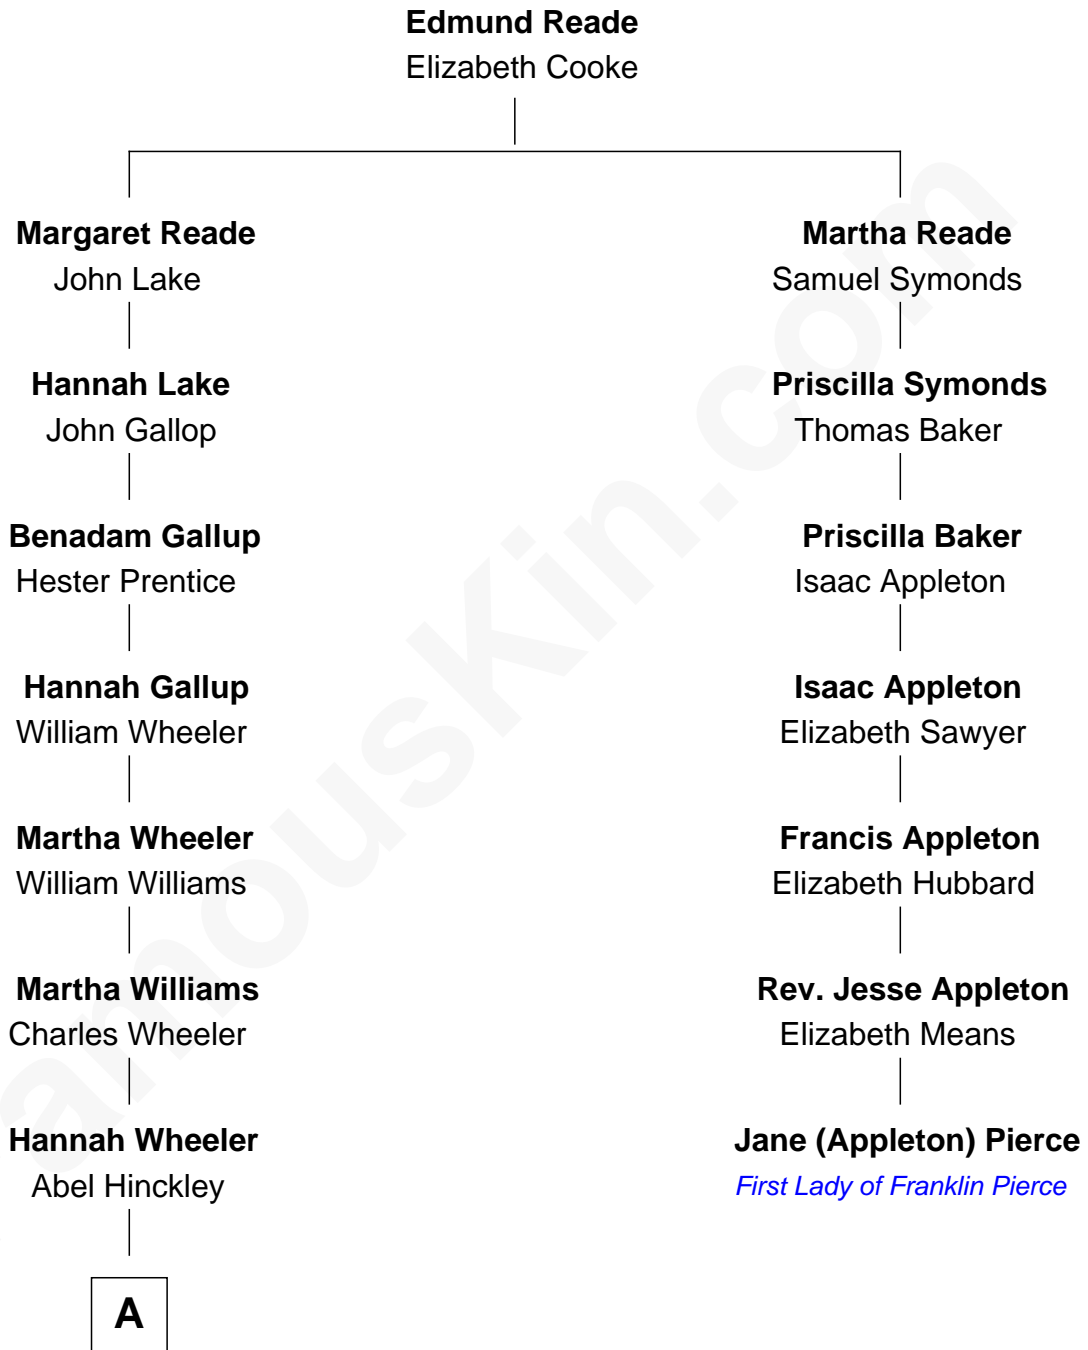 Edmund Reade
Elizabeth Cooke
Margaret Reade
John Lake
Martha Reade
Samuel Symonds
Hannah Lake
John Gallop
Priscilla Symonds
Thomas Baker
Benadam Gallup
Hester Prentice
Priscilla Baker
Isaac Appleton
Hannah Gallup
William Wheeler
Isaac Appleton
Elizabeth Sawyer
Martha Wheeler
William Williams
Francis Appleton
Elizabeth Hubbard
Martha Williams
Charles Wheeler
Rev. Jesse Appleton
Elizabeth Means
Hannah Wheeler
Abel Hinckley
Jane (Appleton) Pierce
First Lady of Franklin Pierce
A
amousKin.com